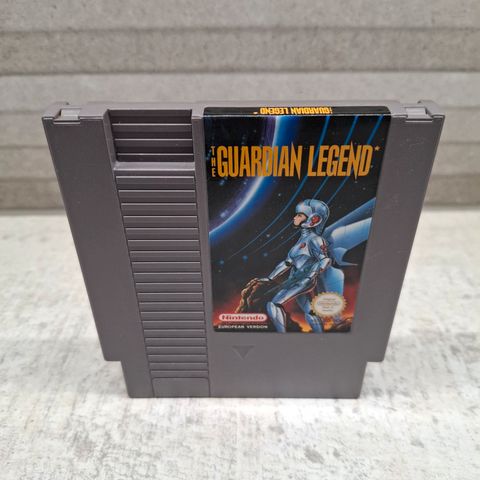 THE GUARDIAN LEGEND
THE GUARDIAN LEGEND
Nintendo
EUROPEAN VERSION